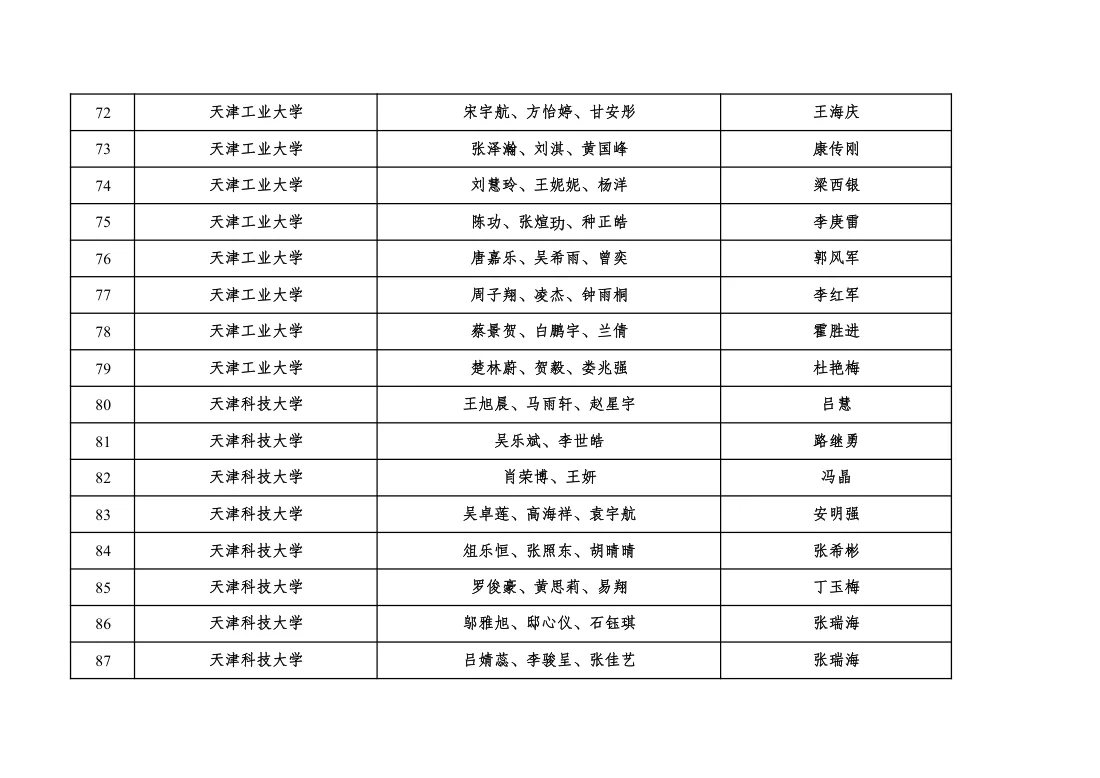 72 天津工业大学 宋宇航、方怡婷、甘安彤 王海庆
73 天津工业大学 张泽瀚、刘淇、黄国峰 康传刚
74 天津工业大学 刘慧玲、王妮妮、杨洋 梁西银
75 天津工业大学 陈功、张煊玏、种正皓 李庚雷
76 天津工业大学 唐嘉乐、吴希雨、曾奕 郭风军
77 天津工业大学 周子翔、凌杰、钟雨桐 李红军
78 天津工业大学 蔡景贺、白鹏宇、兰倩 霍胜进
79 天津工业大学 楚林蔚、贺毅、娄兆强 杜艳梅
80 天津科技大学 王旭晨、马雨轩、赵星宇 吕慧
81 天津科技大学 吴乐斌、李世皓 路继勇
82 天津科技大学 肖荣博、王妍 冯晶
83 天津科技大学 吴卓莲、高海祥、袁宇航 安明强
84 天津科技大学 俎乐恒、张照东、胡晴晴 张希彬
85 天津科技大学 罗俊豪、黄思莉、易翔 丁玉梅
86 天津科技大学 邬雅旭、邸心仪、石钰琪 张瑞海
87 天津科技大学 吕婧蕊、李骏呈、张佳艺 张瑞海